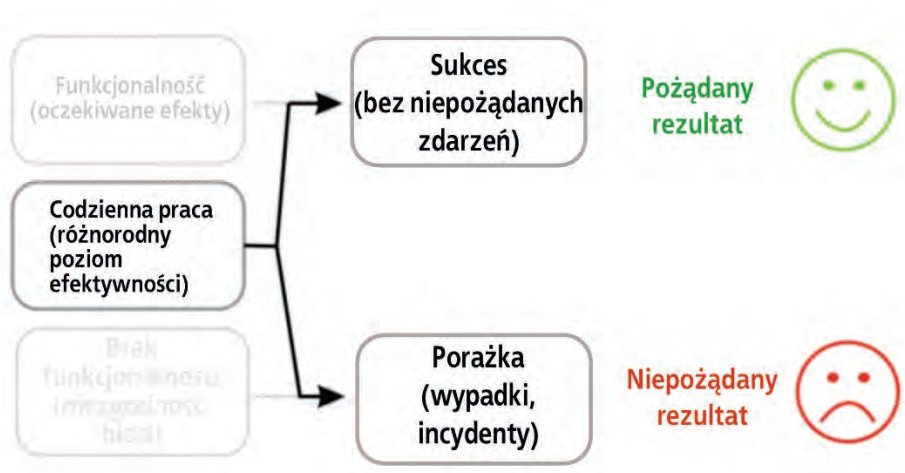 Funkcjonalność
(oczekiwane efekty)
Codzienna praca
(różnorodny
poziom
efektywności)
Brak
Sukces
(bez niepożądanych
zdarzeń)
Porażka
(wypadki,
incydenty)
Pożądany
rezultat
Niepożądany
rezultat